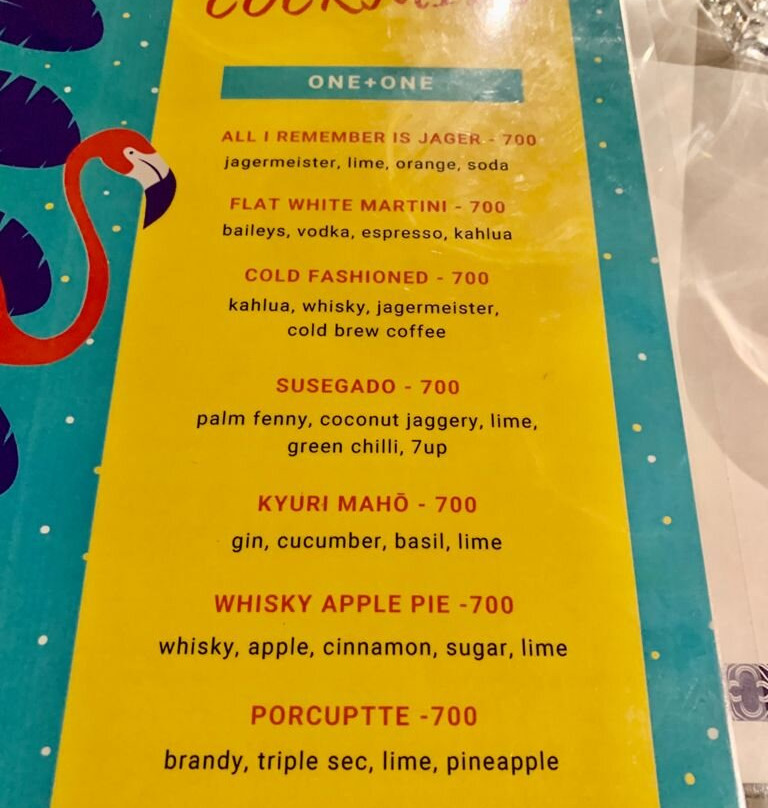 COCKTAILS
ONE+ONE
ALL I REMEMBER IS JAGER - 700
jagermeister, lime, orange, soda
FLAT WHITE MARTINI - 700
baileys, vodka, espresso, kahlua
COLD FASHIONED - 700
kahlua, whisky, jagermeister,
cold brew coffee
SUSEGADO - 700
palm fenny, coconut jaggery, lime,
green chilli, 7up
KYURI MAHŌ - 700
gin, cucumber, basil, lime
WHISKY APPLE PIE -700
whisky, apple, cinnamon, sugar, lime
PORCUPTTE -700
brandy, triple sec, lime, pineapple